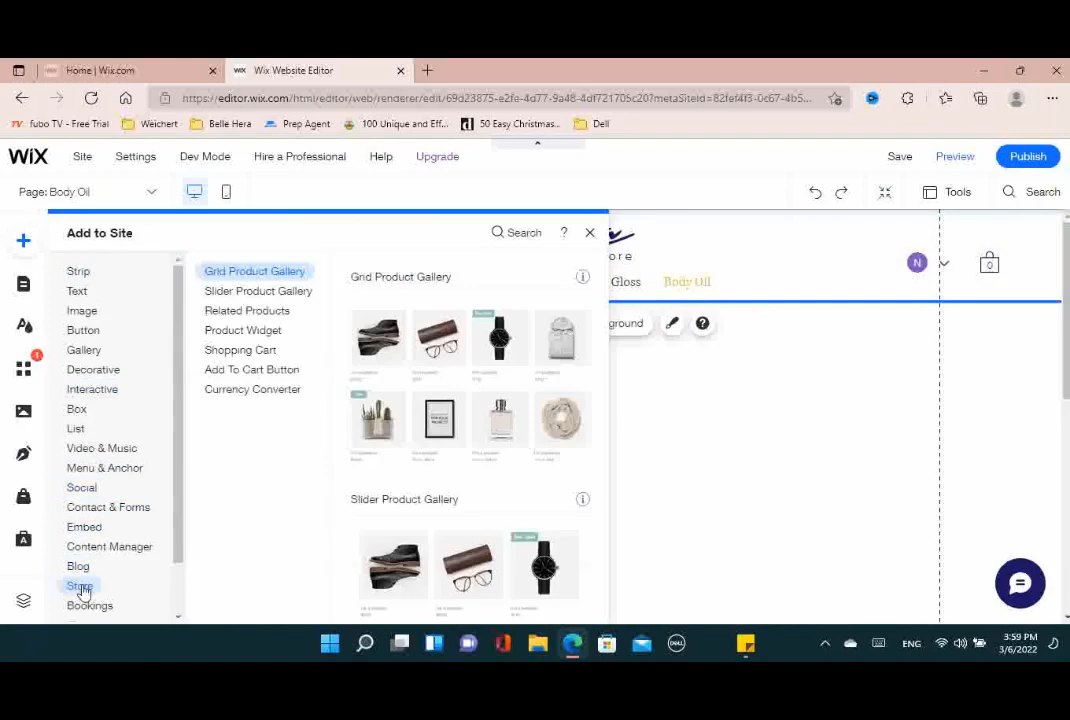 Home | Wix.com
WIX Wix Website Editor
https://editor.wix.com/html/editor/web/renderer/edit/69d23875-e2fe-4d77-9a48-4df721705c20?metaSiteId=82fef4f3-0c67-4b5...
fubo TV - Free Trial Weichert Belle Hera Prep Agent 100 Unique and Eff... 50 Easy Christmas... Dell
WiX Site Settings Dev Mode Hire a Professional Help Upgrade Save Preview Publish
Page: Body Oil Tools Search
Add to Site Search ?
ore
N 0
Gloss Body Oil
ground ?
1
Strip
Text
Image
Button
Gallery
Decorative
Interactive
Box
List
Video & Music
Menu & Anchor
Social
Contact & Forms
Embed
Content Manager
Blog
Store
Bookings
Grid Product Gallery
Slider Product Gallery
Related Products
Product Widget
Shopping Cart
Add To Cart Button
Currency Converter
Grid Product Gallery
Slider Product Gallery
ENG
3:59 PM
3/6/2022